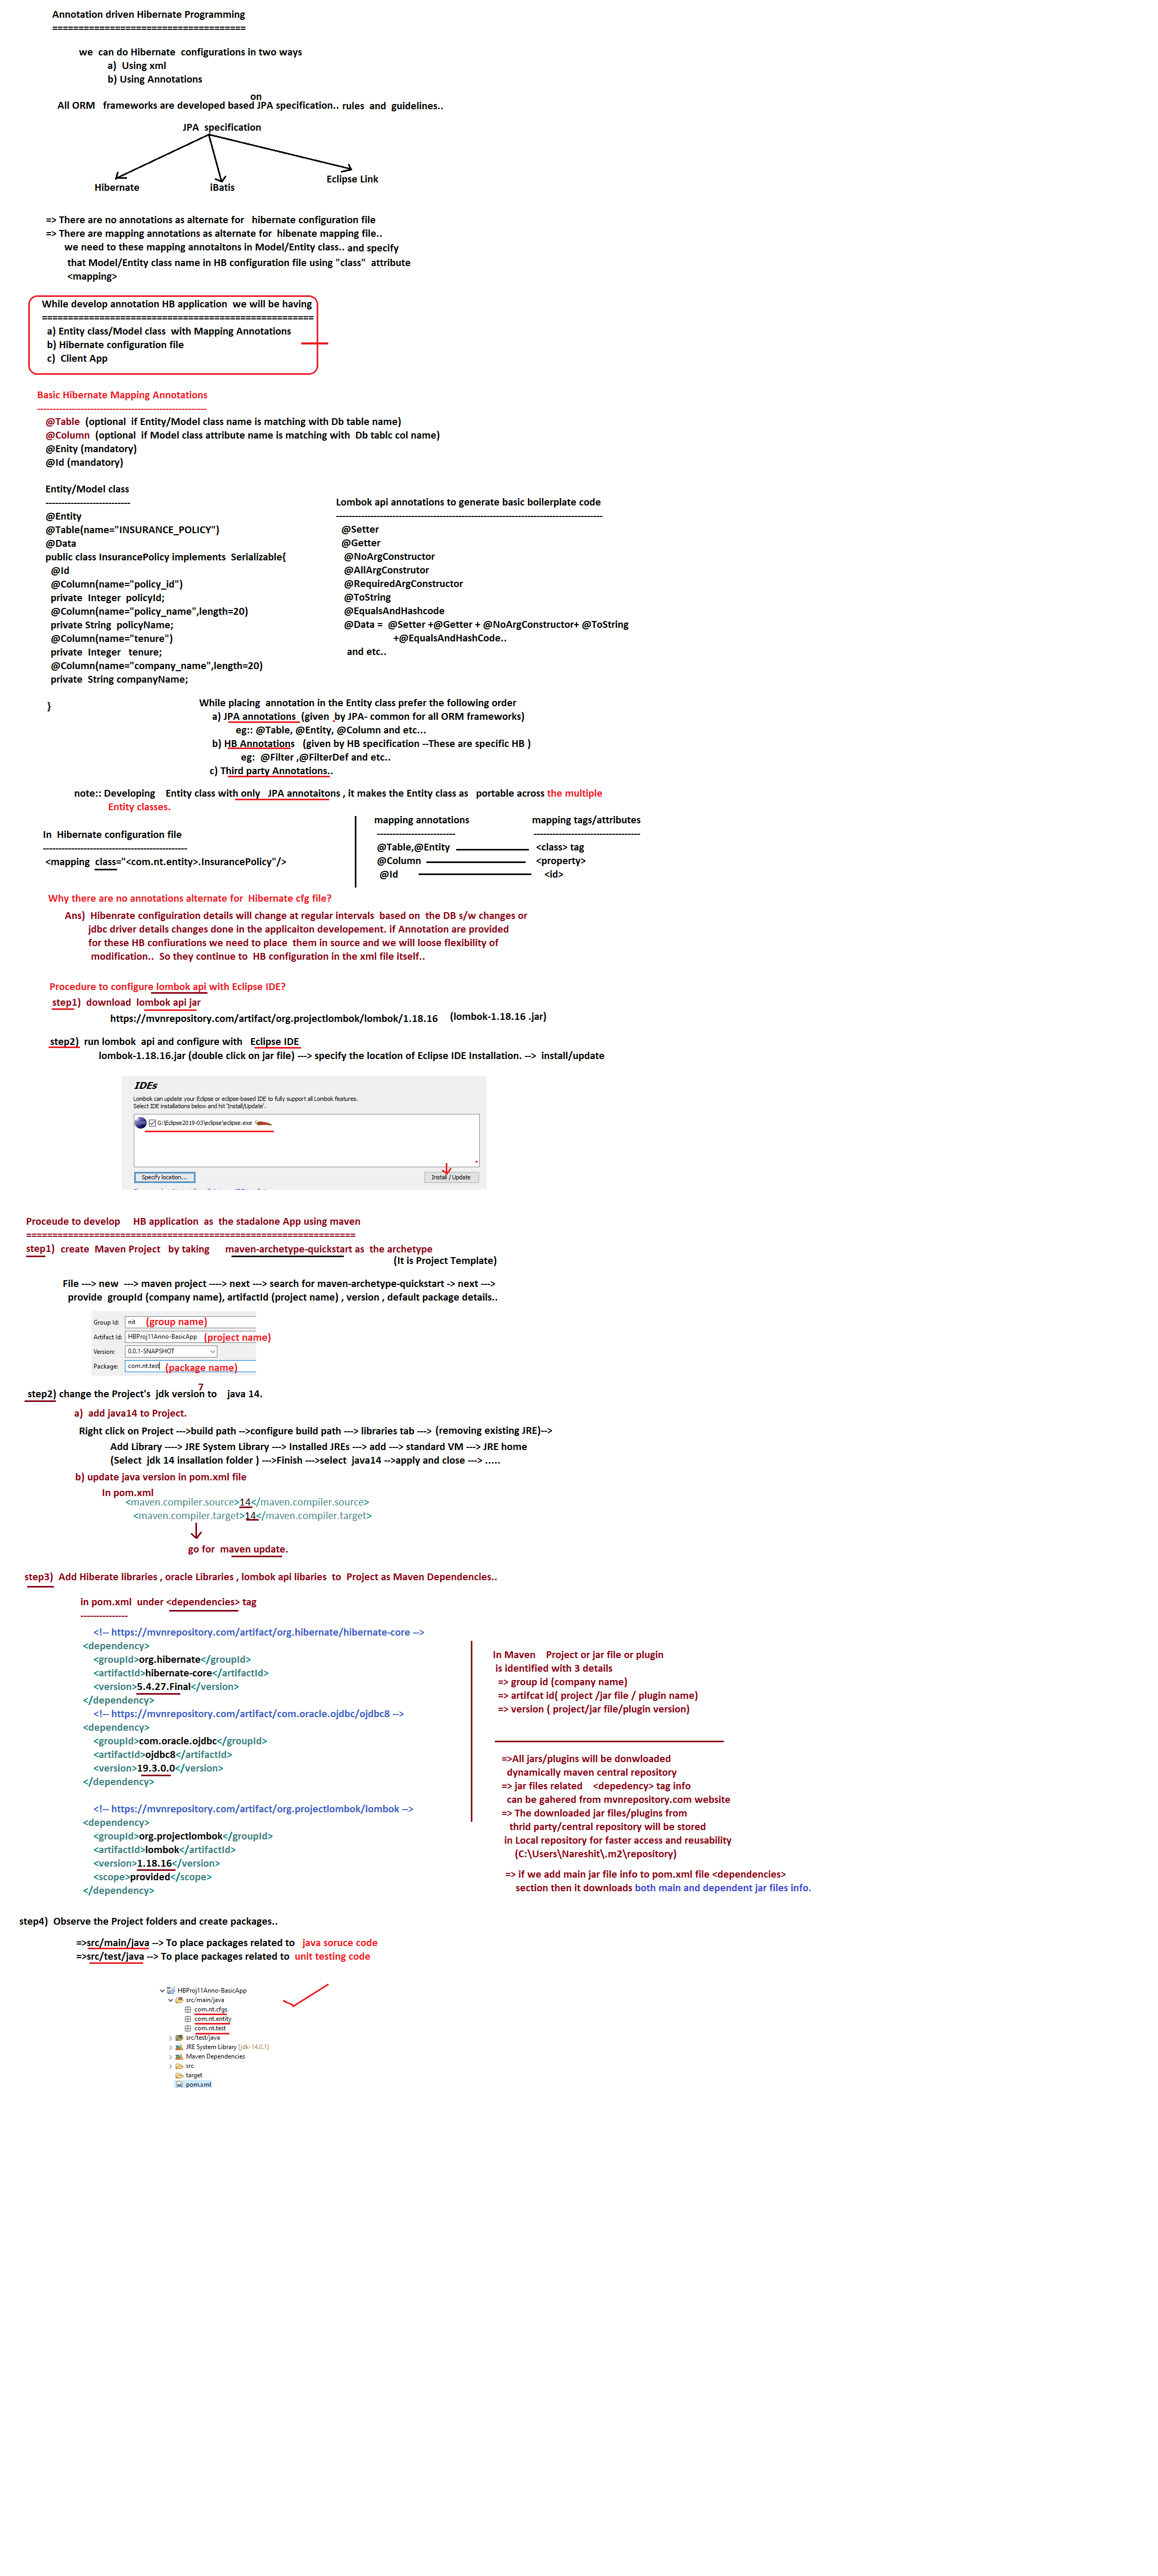 Annotation driven Hibernate Programming
=====================================
we can do Hibernate configurations in two ways
a) Using xml
b) Using Annotations
on
All ORM frameworks are developed based JPA specification.. rules and guidelines..
JPA specification
Hibernate
iBatis
Eclipse Link
=> There are no annotations as alternate for hibernate configuration file
=> There are mapping annotations as alternate for hibenate mapping file..
we need to these mapping annotaitons in Model/Entity class.. and specify
that Model/Entity class name in HB configuration file using "class" attribute
<mapping>
While develop annotation HB application we will be having
====================================================
a) Entity class/Model class with Mapping Annotations
b) Hibernate configuration file
c) Client App
Basic Hibernate Mapping Annotations
------------------------------------------------------
@Table (optional if Entity/Model class name is matching with Db table name)
@Column (optional if Model class attribute name is matching with Db tablc col name)
@Enity (mandatory)
@Id (mandatory)
Entity/Model class
---------------------------
@Entity
@Table(name="INSURANCE_POLICY")
@Data
public class InsurancePolicy implements Serializable{
@Id
@Column(name="policy_id")
private Integer policyId;
@Column(name="policy_name",length=20)
private String policyName;
@Column(name="tenure")
private Integer tenure;
@Column(name="company_name",length=20)
private String companyName;
}
Lombok api annotations to generate basic boilerplate code
-------------------------------------------------------------------------------------
@Setter
@Getter
@NoArgConstructor
@AllArgConstrutor
@RequiredArgConstructor
@ToString
@EqualsAndHashcode
@Data = @Setter +@Getter + @NoArgConstructor+ @ToString
+@EqualsAndHashCode..
and etc..
While placing annotation in the Entity class prefer the following order
a) JPA annotations (given by JPA- common for all ORM frameworks)
eg:: @Table, @Entity, @Column and etc...
b) HB Annotations (given by HB specification --These are specific HB )
eg: @Filter ,@FilterDef and etc..
c) Third party Annotations..
note:: Developing Entity class with only JPA annotaitons , it makes the Entity class as portable across the multiple
Entity classes.
In Hibernate configuration file
----------------------------------------------
<mapping class="<com.nt.entity>.InsurancePolicy"/>
mapping annotations mapping tags/attributes
------------------------- ----------------------------------
@Table,@Entity <class> tag
@Column <property>
@Id <id>
Why there are no annotations alternate for Hibernate cfg file?
Ans) Hibenrate configuiration details will change at regular intervals based on the DB s/w changes or
jdbc driver details changes done in the applicaiton developement. if Annotation are provided
for these HB confiurations we need to place them in source and we will loose flexibility of
modification.. So they continue to HB configuration in the xml file itself..
Procedure to configure lombok api with Eclipse IDE?
step1) download lombok api jar
https://mvnrepository.com/artifact/org.projectlombok/lombok/1.18.16 (lombok-1.18.16 .jar)
step2) run lombok api and configure with Eclipse IDE
lombok-1.18.16.jar (double click on jar file) ---> specify the location of Eclipse IDE Installation. --> install/update
IDEs
Lombok can update your Eclipse or eclipse-based IDE to fully support all Lombok features.
Select IDE installations below and hit 'Install/Update'.
G:\Eclipse2019-03\eclipse\eclipse.exe
Specify location...
Install / Update
Proceude to develop HB application as the stadalone App using maven
===============================================================
step1) create Maven Project by taking maven-archetype-quickstart as the archetype
(It is Project Template)
File ---> new ---> maven project ----> next ---> search for maven-archetype-quickstart -> next --->
provide groupId (company name), artifactId (project name) , version , default package details..
Group Id: nit (group name)
Artifact Id: HBProj11Anno-BasicApp (project name)
Version: 0.0.1-SNAPSHOT
Package: com.nt.test (package name)
7
step2) change the Project's jdk version to java 14.
a) add java14 to Project.
Right click on Project --->build path -->configure build path ---> libraries tab ---> (removing existing JRE)-->
Add Library ----> JRE System Library ---> Installed JREs ---> add ---> standard VM ---> JRE home
(Select jdk 14 insallation folder ) --->Finish --->select java14 -->apply and close ---> .....
b) update java version in pom.xml file
In pom.xml
<maven.compiler.source>14</maven.compiler.source>
<maven.compiler.target>14</maven.compiler.target>
go for maven update.
step3) Add Hiberate libraries , oracle Libraries , lombok api libaries to Project as Maven Dependencies..
in pom.xml under <dependencies> tag
---------------
<!-- https://mvnrepository.com/artifact/org.hibernate/hibernate-core -->
<dependency>
<groupId>org.hibernate</groupId>
<artifactId>hibernate-core</artifactId>
<version>5.4.27.Final</version>
</dependency>
<!-- https://mvnrepository.com/artifact/com.oracle.ojdbc/ojdbc8 -->
<dependency>
<groupId>com.oracle.ojdbc</groupId>
<artifactId>ojdbc8</artifactId>
<version>19.3.0.0</version>
</dependency>
<!-- https://mvnrepository.com/artifact/org.projectlombok/lombok -->
<dependency>
<groupId>org.projectlombok</groupId>
<artifactId>lombok</artifactId>
<version>1.18.16</version>
<scope>provided</scope>
</dependency>
In Maven Project or jar file or plugin
is identified with 3 details
=> group id (company name)
=> artifcat id( project /jar file / plugin name)
=> version ( project/jar file/plugin version)
=>All jars/plugins will be donwloaded
dynamically maven central repository
=> jar files related <depedency> tag info
can be gahered from mvnrepository.com website
=> The downloaded jar files/plugins from
thrid party/central repository will be stored
in Local repository for faster access and reusability
(C:\Users\Nareshit\.m2\repository)
=> if we add main jar file info to pom.xml file <dependencies>
section then it downloads both main and dependent jar files info.
step4) Observe the Project folders and create packages..
=>src/main/java --> To place packages related to java soruce code
=>src/test/java --> To place packages related to unit testing code
HBProj11Anno-BasicApp
src/main/java
com.nt.cfgs
com.nt.entity
com.nt.test
src/test/java
JRE System Library [jdk-14.0.1]
Maven Dependencies
src
target
pom.xml